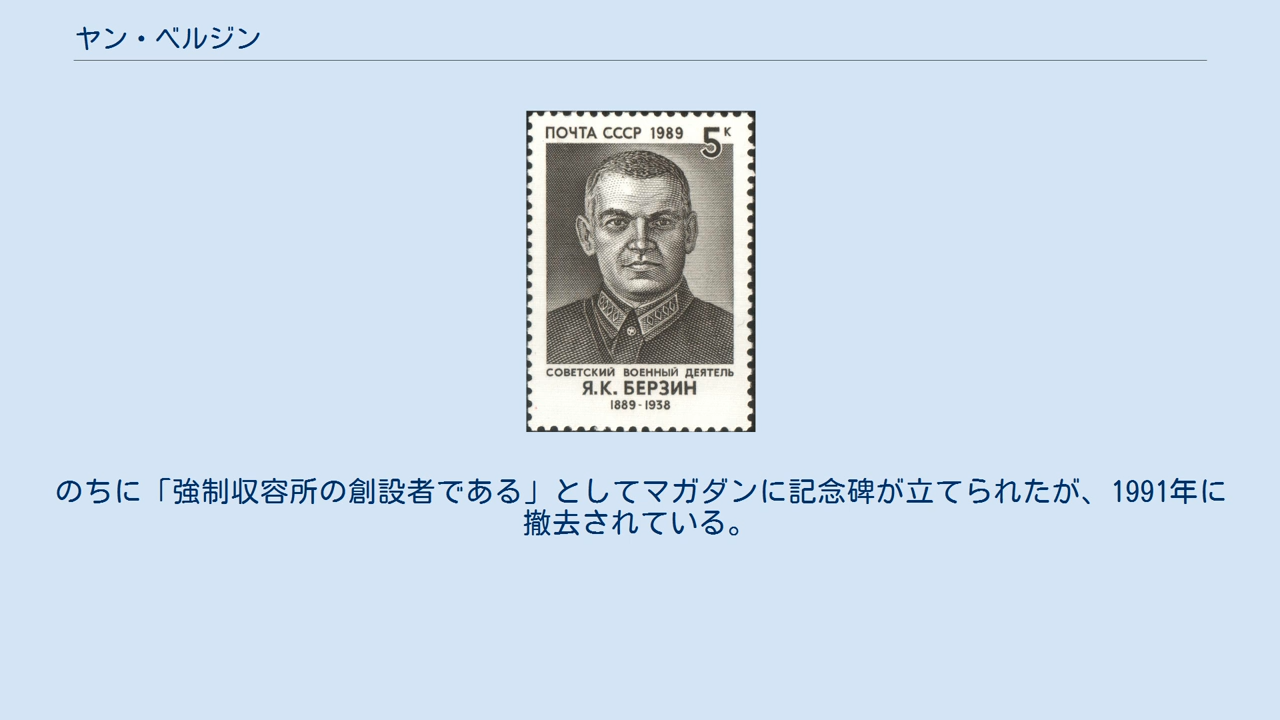 ヤン・ベルジン
ПОЧТА СССР 1989 5К
СОВЕТСКИЙ ВОЕННЫЙ ДЕЯТЕЛЬ
Я.К. БЕРЗИН
1889-1938
のちに「強制収容所の創設者である」としてマガダンに記念碑が立てられたが、1991年に
撤去されている。